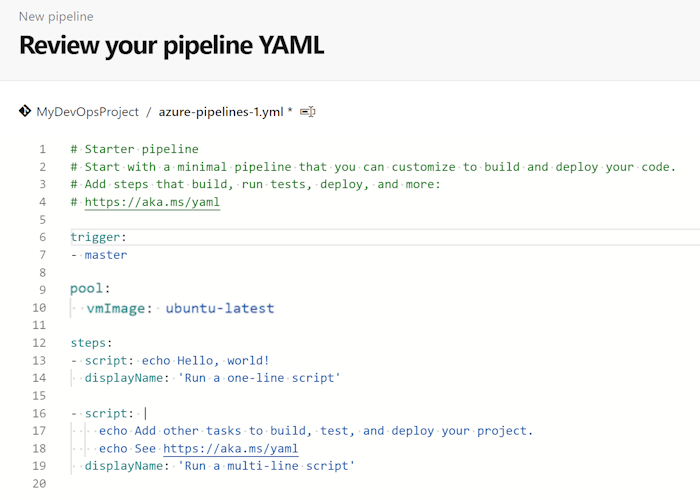 New pipeline
Review your pipeline YAML
MyDevOpsProject / azure-pipelines-1.yml *
1 # Starter pipeline
2 # Start with a minimal pipeline that you can customize to build and deploy your code.
3 # Add steps that build, run tests, deploy, and more:
4 # https://aka.ms/yaml
5
6 trigger:
7 - master
8
9 pool:
10   vmImage: ubuntu-latest
11
12 steps:
13 - script: echo Hello, world!
14   displayName: 'Run a one-line script'
15
16 - script: |
17     echo Add other tasks to build, test, and deploy your project.
18     echo See https://aka.ms/yaml
19   displayName: 'Run a multi-line script'
20